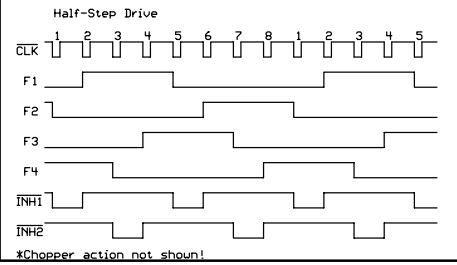 Half-Step Drive
1 2 3 4 5 6 7 8 1 2 3 4 5
CLK
F1
F2
F3
F4
INH1
INH2
*Chopper action not shown!